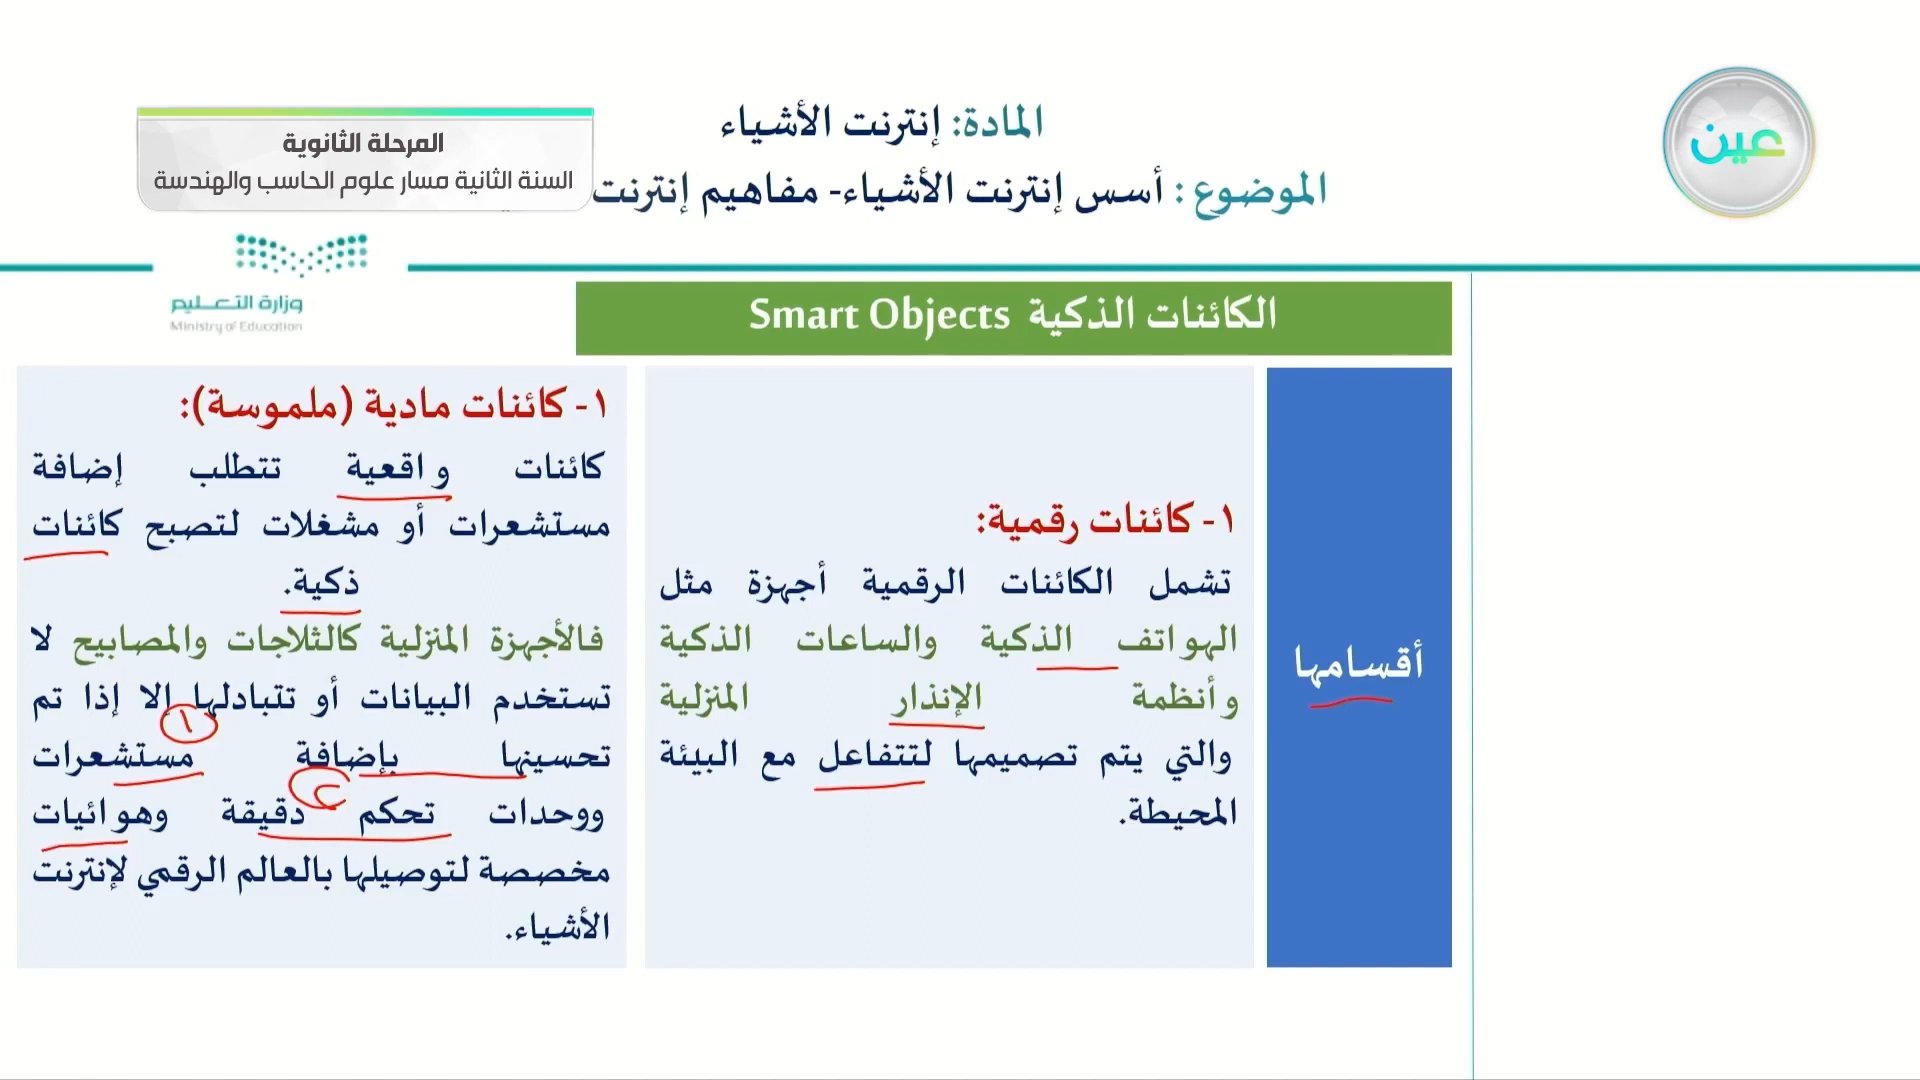 المادة: إنترنت الأشياء
الموضوع : أسس إنترنت الأشياء- مفاهيم إنترنت
المرحلة الثانوية
السنة الثانية مسار علوم الحاسب والهندسة
عين
وزارة التعليم
Ministry of Education
الكائنات الذكية Smart Objects
أقسامها
١- كائنات رقمية:
تشمل الكائنات الرقمية أجهزة مثل
الهواتف الذكية والساعات الذكية
وأنظمة الإنذار المنزلية
والتي يتم تصميمها لتتفاعل مع البيئة
المحيطة.
١- كائنات مادية (ملموسة):
كائنات واقعية تتطلب إضافة
مستشعرات أو مشغلات لتصبح كائنات
ذكية.
فالأجهزة المنزلية كالثلاجات والمصابيح لا
تستخدم البيانات أو تتبادلها إلا إذا تم
١
تحسينها بإضافة مستشعرات
٢
ووحدات تحكم دقيقة وهوائيات
مخصصة لتوصيلها بالعالم الرقمي لإنترنت
الأشياء.